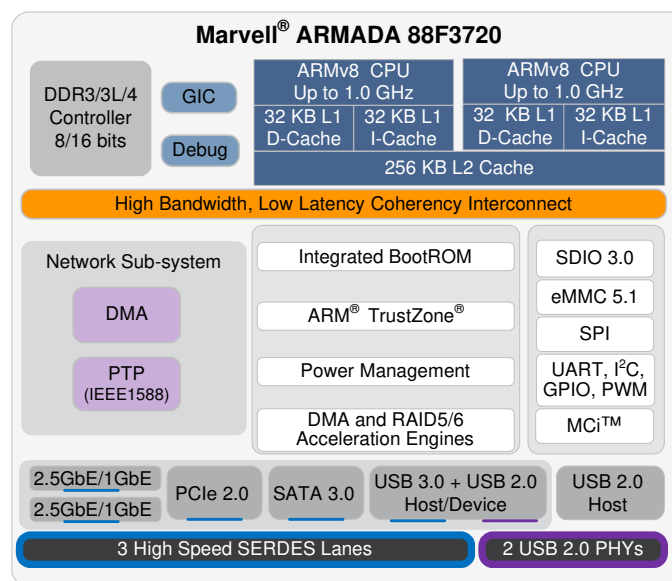 Marvell® ARMADA 88F3720
DDR3/3L/4
Controller
8/16 bits
GIC
Debug
ARMv8 CPU
Up to 1.0 GHz
32 KB L1
D-Cache
32 KB L1
I-Cache
ARMv8 CPU
Up to 1.0 GHz
32 KB L1
D-Cache
32 KB L1
I-Cache
256 KB L2 Cache
High Bandwidth, Low Latency Coherency Interconnect
Network Sub-system
DMA
PTP
(IEEE1588)
Integrated BootROM
ARM® TrustZone®
Power Management
DMA and RAID5/6
Acceleration Engines
SDIO 3.0
eMMC 5.1
SPI
UART, I²C,
GPIO, PWM
MCi™
2.5GbE/1GbE
2.5GbE/1GbE
PCIe 2.0
SATA 3.0
USB 3.0 + USB 2.0
Host/Device
USB 2.0
Host
3 High Speed SERDES Lanes
2 USB 2.0 PHYs